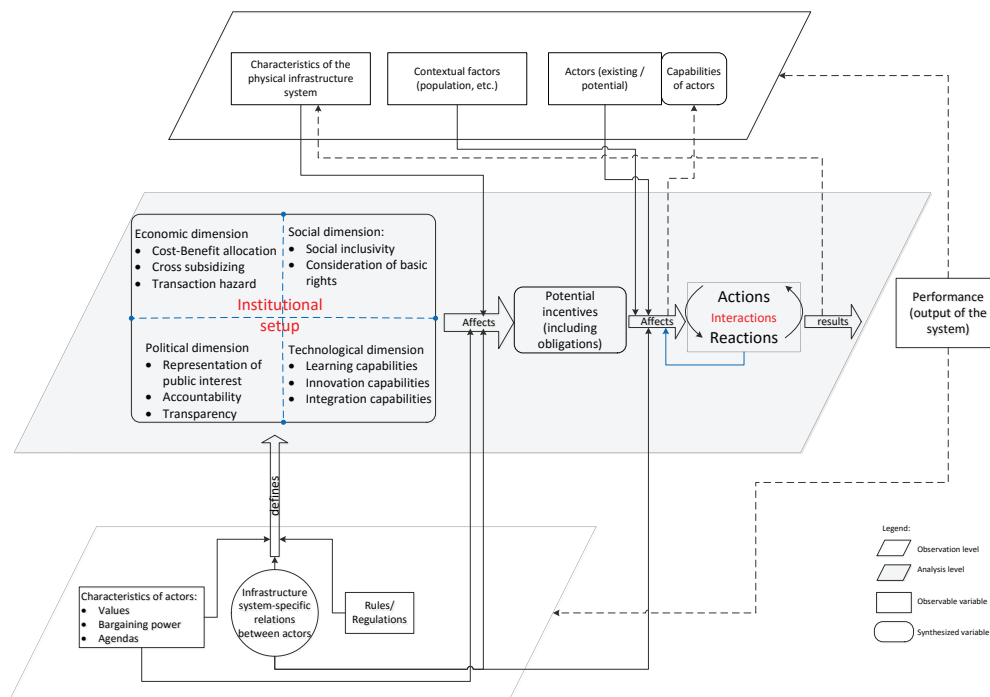 Characteristics of the
physical infrastructure
system
Contextual factors
(population, etc.)
Actors (existing /
potential)
Capabilities
of actors
Economic dimension
● Cost-Benefit allocation
● Cross subsidizing
● Transaction hazard
Social dimension:
● Social inclusivity
● Consideration of basic
rights
Institutional
setup
Political dimension
● Representation of
public interest
● Accountability
● Transparency
Technological dimension
● Learning capabilities
● Innovation capabilities
● Integration capabilities
Affects
Potential
incentives
(including
obligations)
Affects
Actions
Interactions
Reactions
results
Performance
(output of the
system)
defines
Characteristics of actors:
● Values
● Bargaining power
● Agendas
Infrastructure
system-specific
relations
between actors
Rules/
Regulations
Legend:
Observation level
Analysis level
Observable variable
Synthesized variable